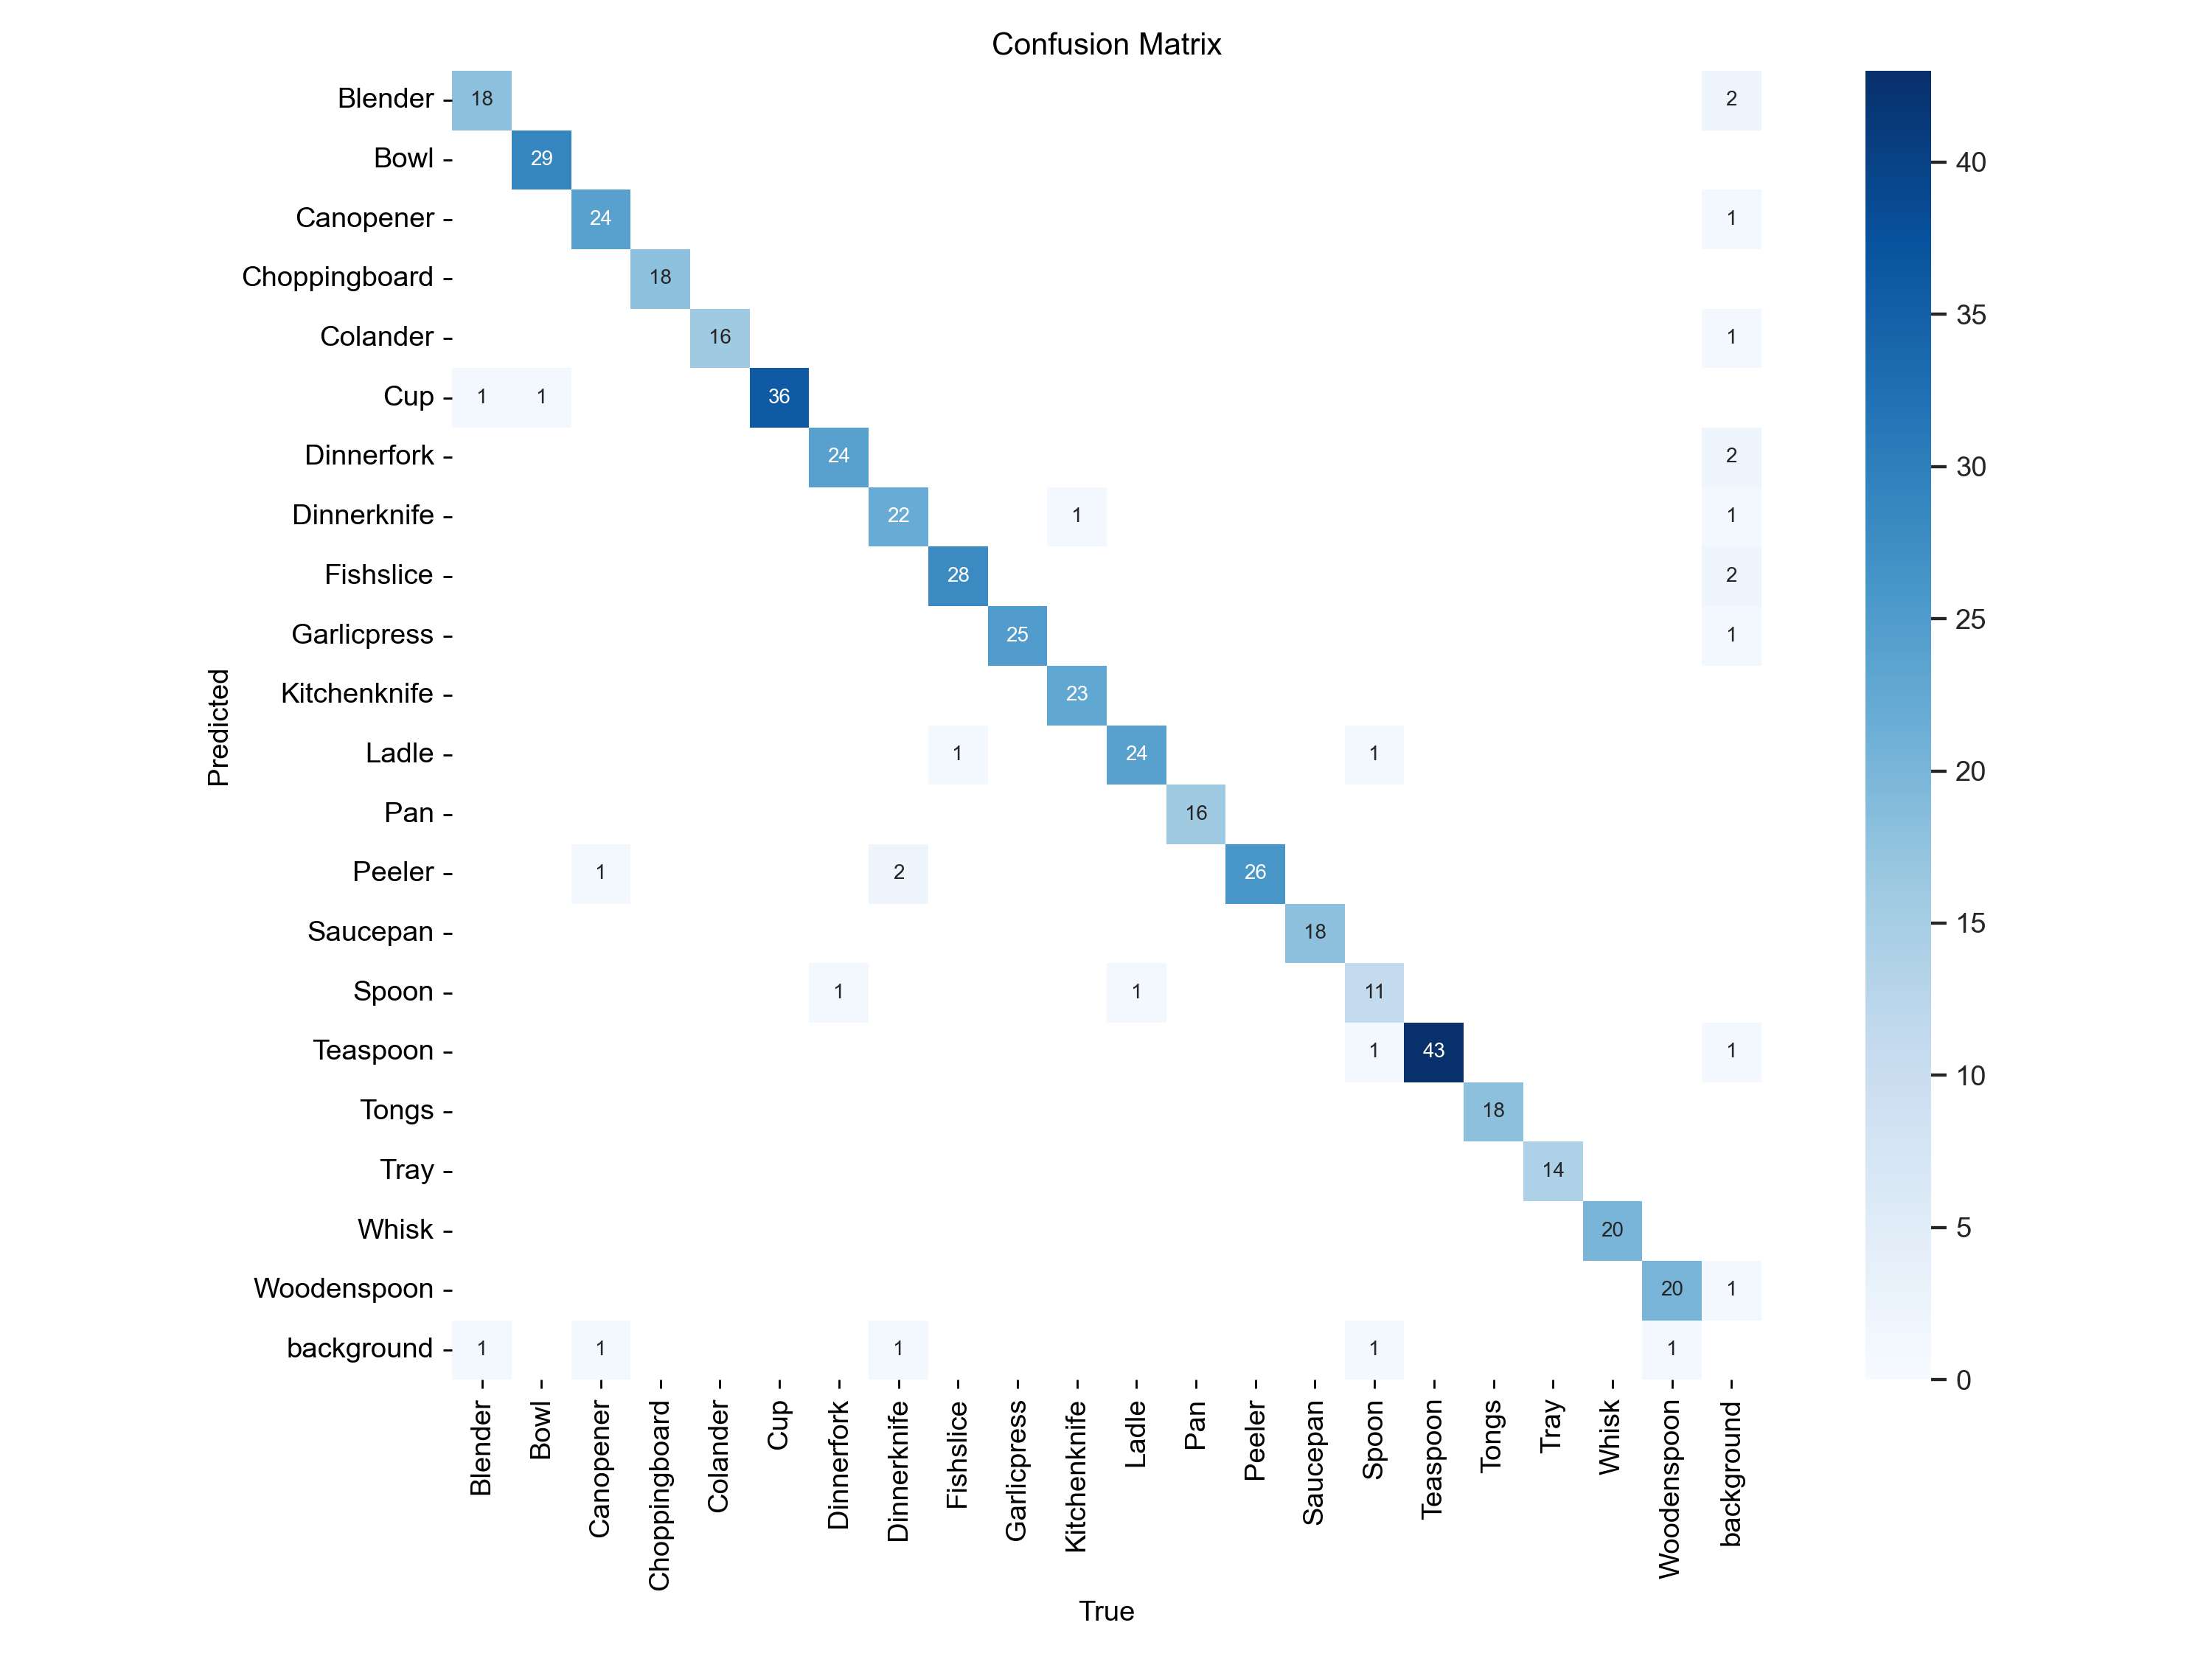 Confusion Matrix
Blender 18 2
Bowl 29
Canopener 24 1
Choppingboard 18
Colander 16 1
Cup 1 1 36
Dinnerfork 24 2
Dinnerknife 22 1 1
Fishslice 28 2
Garlicpress 25 1
Kitchenknife 23
Ladle 1 24 1
Pan 16
Peeler 1 2 26
Saucepan 18
Spoon 1 1 11
Teaspoon 1 43 1
Tongs 18
Tray 14
Whisk 20
Woodenspoon 20 1
background 1 1 1 1 1
Predicted
Blender
Bowl
Canopener
Choppingboard
Colander
Cup
Dinnerfork
Dinnerknife
Fishslice
Garlicpress
Kitchenknife
Ladle
Pan
Peeler
Saucepan
Spoon
Teaspoon
Tongs
Tray
Whisk
Woodenspoon
background
True
40
35
30
25
20
15
10
5
0